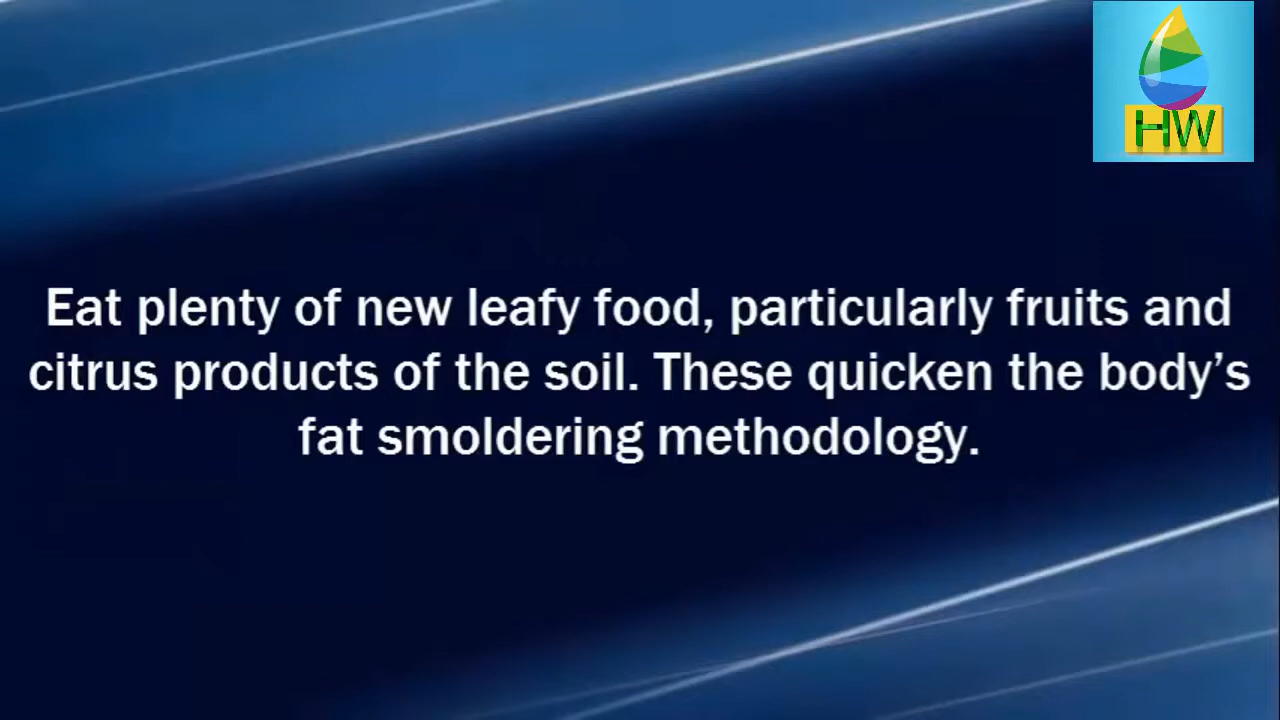 HW
Eat plenty of new leafy food, particularly fruits and
citrus products of the soil. These quicken the body’s
fat smoldering methodology.